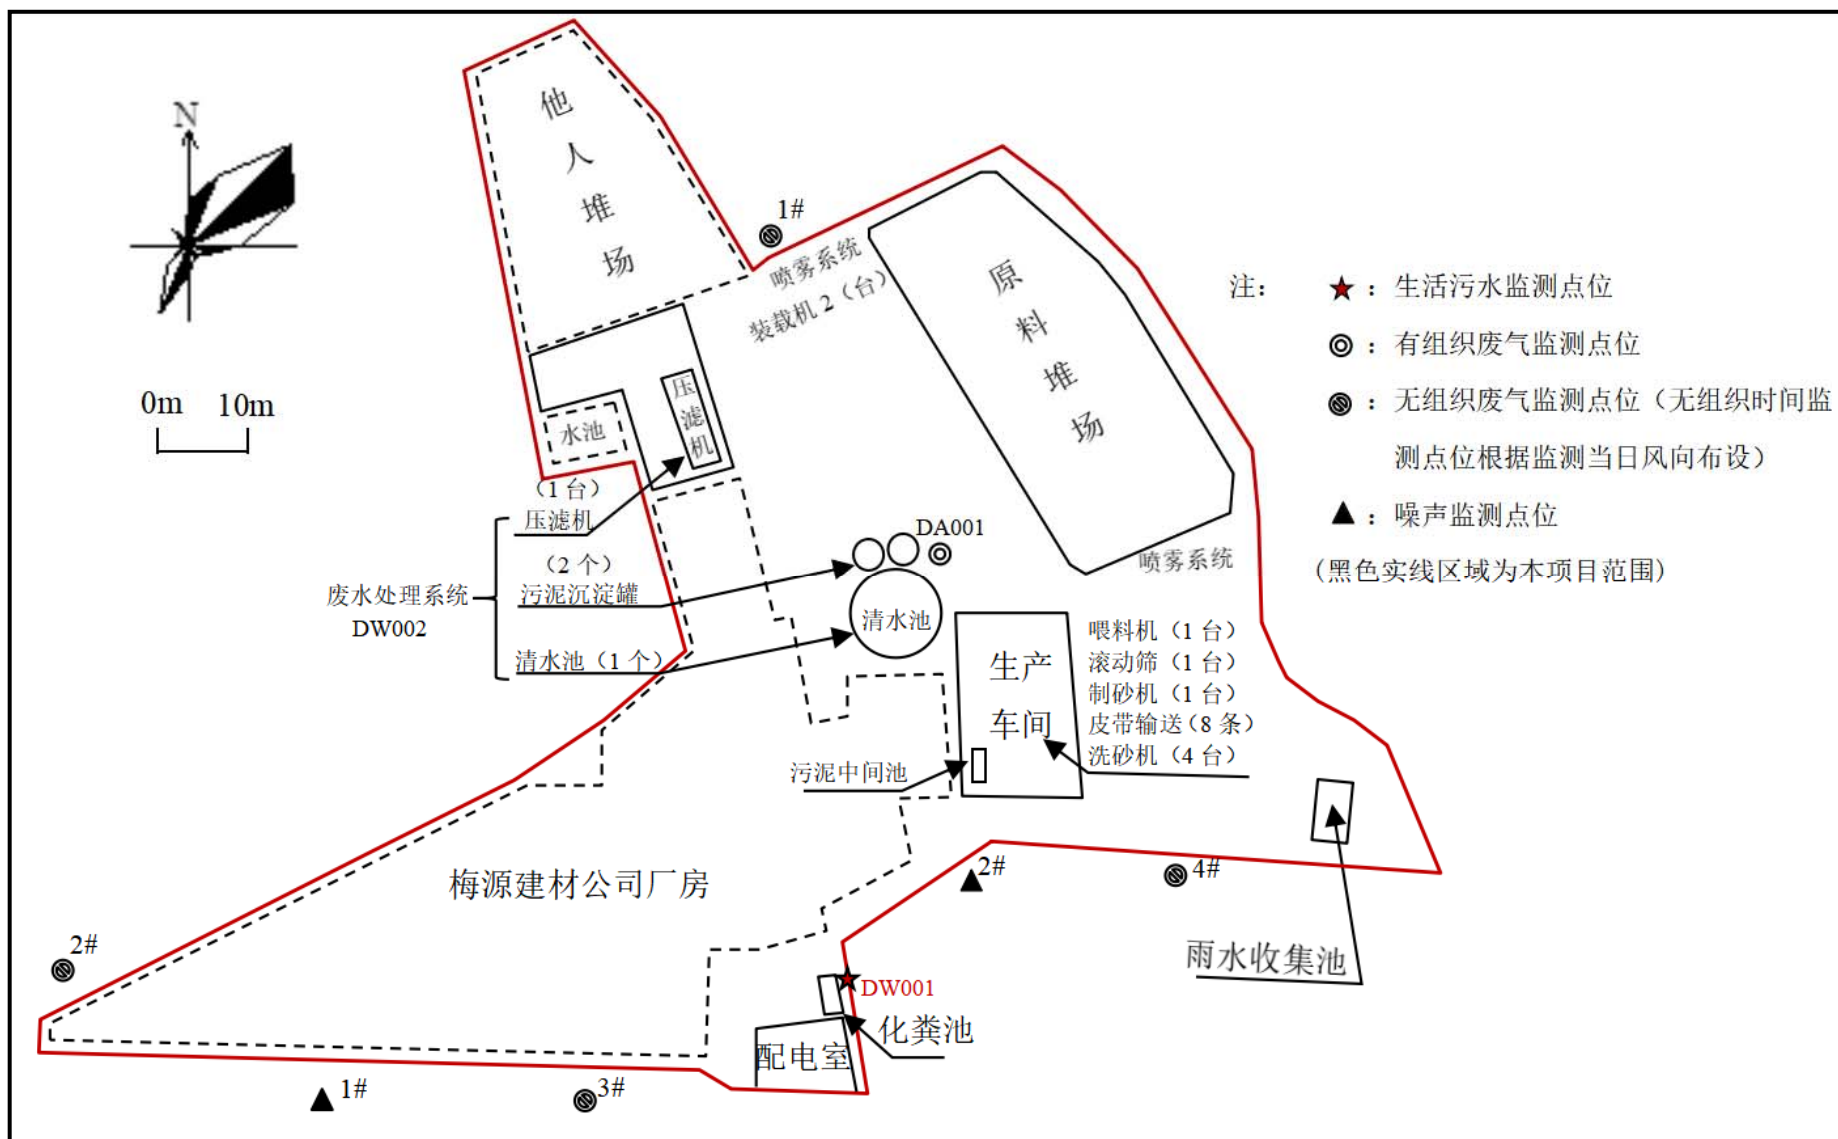 N
0m 10m
他人堆场
1#
喷雾系统
装载机 2（台）
原料堆场
注：
：生活污水监测点位
：有组织废气监测点位
：无组织废气监测点位（无组织时间监
测点位根据监测当日风向布设）
：噪声监测点位
(黑色实线区域为本项目范围)
压滤机
水池
（1 台）
压滤机
（2 个）
污泥沉淀罐
废水处理系统
DW002
清水池（1 个）
DA001
清水池
喷雾系统
生产
车间
喂料机（1 台）
滚动筛（1 台）
制砂机（1 台）
皮带输送（8 条）
洗砂机（4 台）
污泥中间池
梅源建材公司厂房
2#
4#
2#
雨水收集池
DW001
化粪池
配电室
1#
3#